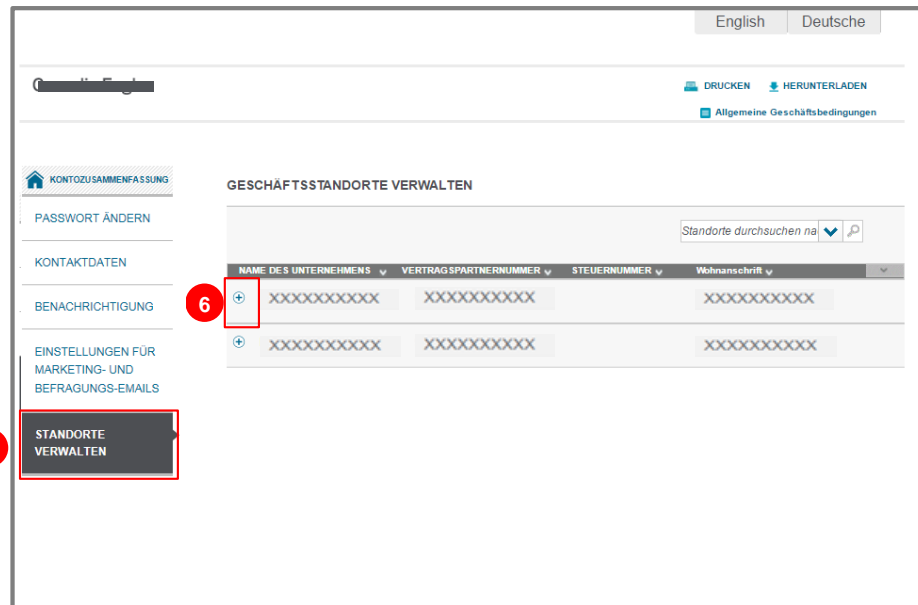 English Deutsche
DRUCKEN HERUNTERLADEN
Allgemeine Geschäftsbedingungen
KONTOZUSAMMENFASSUNG
GESCHÄFTSSTANDORTE VERWALTEN
PASSWORT ÄNDERN
Standorte durchsuchen na
KONTAKTDATEN
NAME DES UNTERNEHMENS VERTRAGSPARTNERNUMMER STEUERNUMMER Wohnanschrift
6 XXXXXXXXXX XXXXXXXXXX XXXXXXXXXX
BENACHRICHTIGUNG
XXXXXXXXXX XXXXXXXXXX XXXXXXXXXX
EINSTELLUNGEN FÜR
MARKETING- UND
BEFRAGUNGS-EMAILS
STANDORTE
VERWALTEN